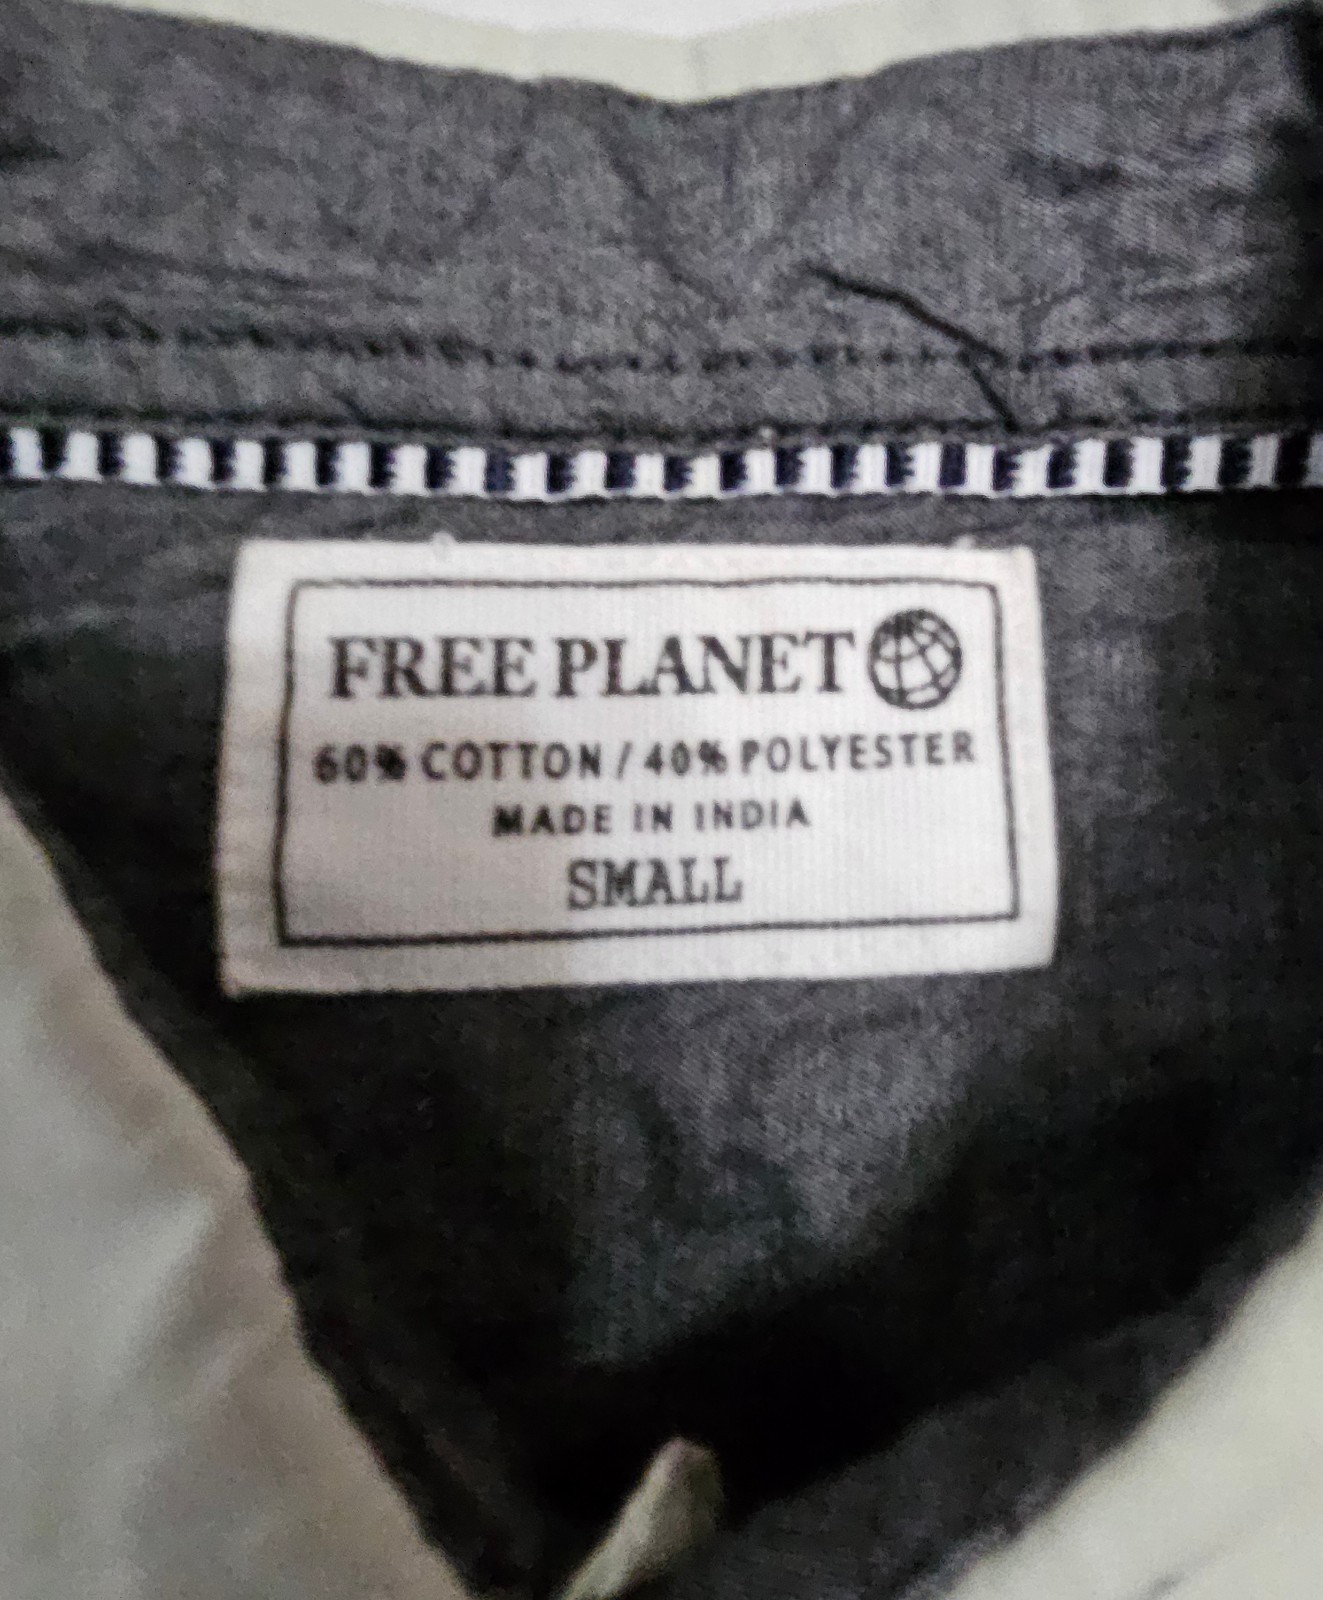 FREE PLANET
60% COTTON / 40% POLYESTER
MADE IN INDIA
SMALL